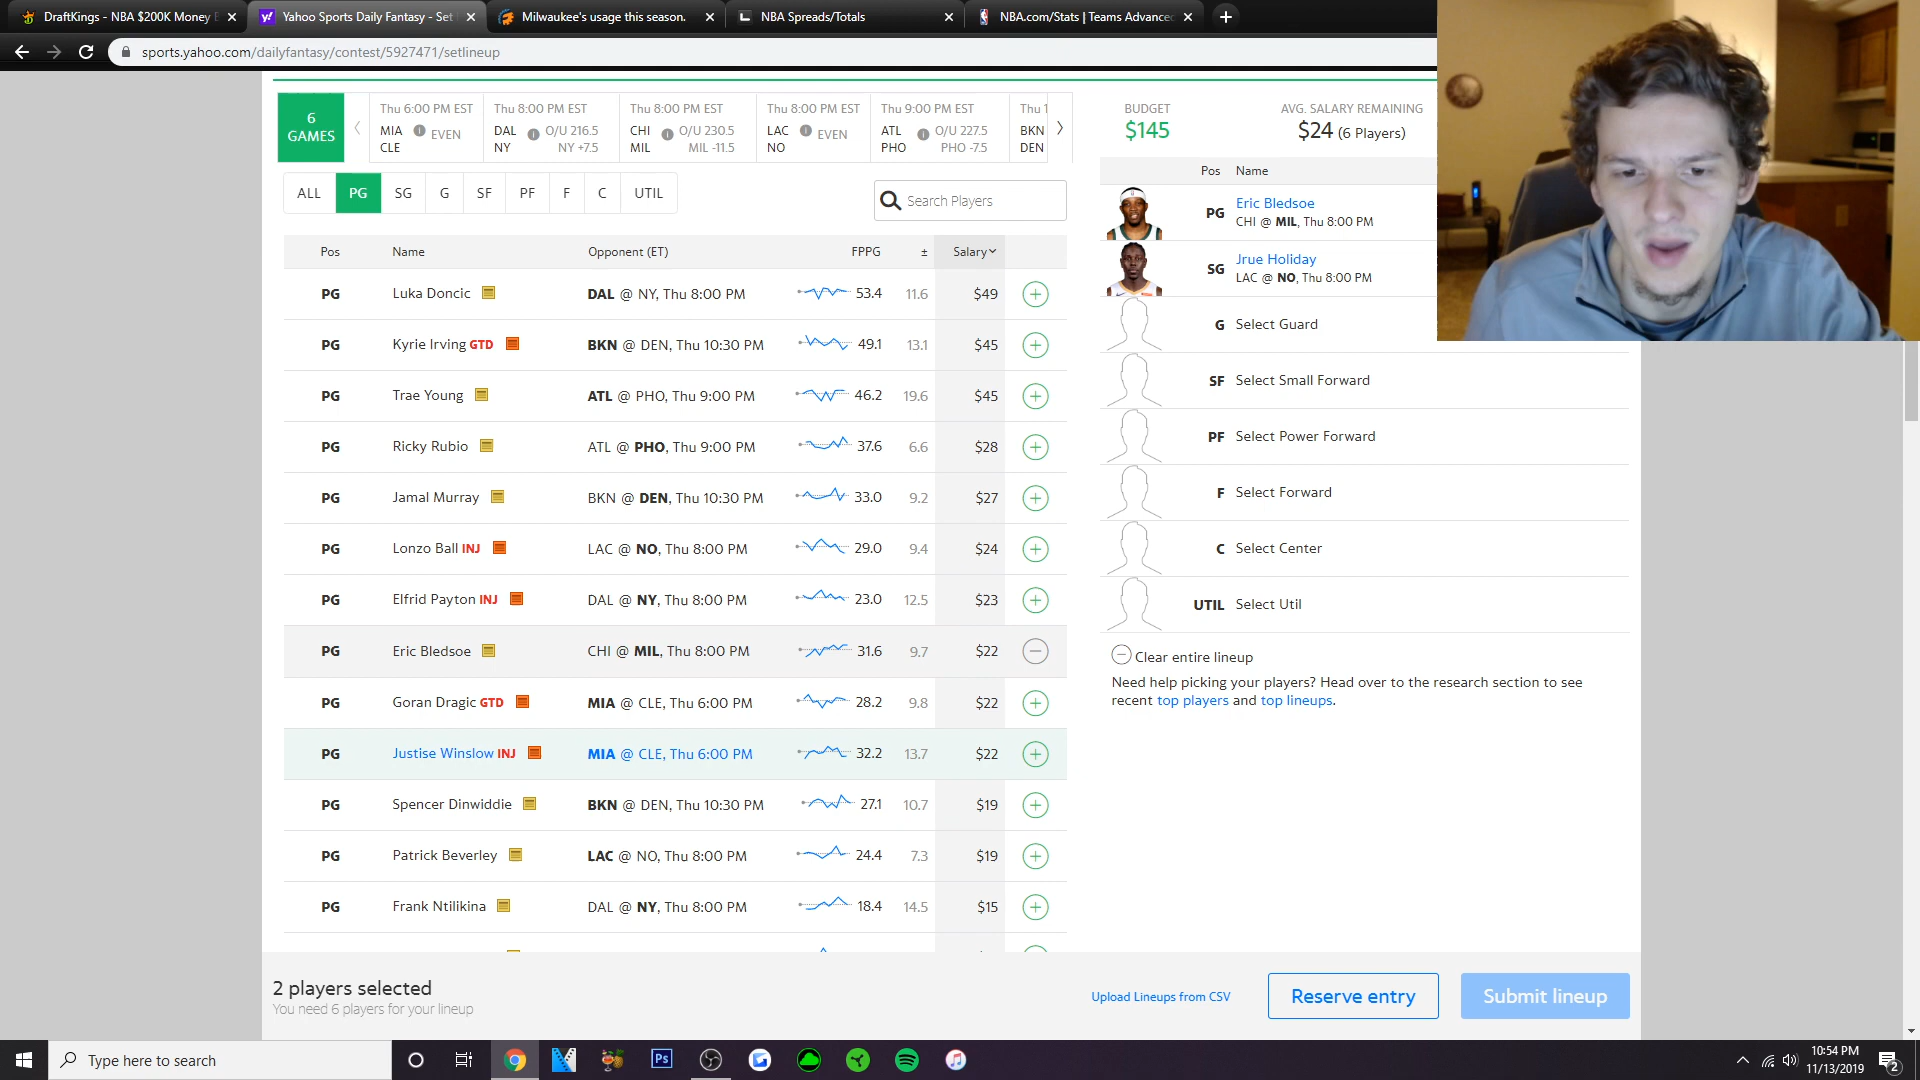 DraftKings - NBA $200K Money
Yahoo Sports Daily Fantasy - Set
Milwaukee's usage this season.
NBA Spreads/Totals
NBA.com/Stats | Teams Advanced
sports.yahoo.com/dailyfantasy/contest/5927471/setlineup
6 GAMES
Thu 6:00 PM EST
MIA
CLE
EVEN
Thu 8:00 PM EST
DAL
NY
O/U 216.5
NY +7.5
Thu 8:00 PM EST
CHI
MIL
O/U 230.5
MIL -11.5
Thu 8:00 PM EST
LAC
NO
EVEN
Thu 9:00 PM EST
ATL
PHO
O/U 227.5
PHO -7.5
Thu 1
BKN
DEN
ALL PG SG G SF PF F C UTIL
Search Players
Pos Name Opponent (ET) FPPG ± Salary
PG Luka Doncic DAL @ NY, Thu 8:00 PM 53.4 11.6 $49
PG Kyrie Irving GTD BKN @ DEN, Thu 10:30 PM 49.1 13.1 $45
PG Trae Young ATL @ PHO, Thu 9:00 PM 46.2 19.6 $45
PG Ricky Rubio ATL @ PHO, Thu 9:00 PM 37.6 6.6 $28
PG Jamal Murray BKN @ DEN, Thu 10:30 PM 33.0 9.2 $27
PG Lonzo Ball INJ LAC @ NO, Thu 8:00 PM 29.0 9.4 $24
PG Elfrid Payton INJ DAL @ NY, Thu 8:00 PM 23.0 12.5 $23
PG Eric Bledsoe CHI @ MIL, Thu 8:00 PM 31.6 9.7 $22
PG Goran Dragic GTD MIA @ CLE, Thu 6:00 PM 28.2 9.8 $22
PG Justise Winslow INJ MIA @ CLE, Thu 6:00 PM 32.2 13.7 $22
PG Spencer Dinwiddie BKN @ DEN, Thu 10:30 PM 27.1 10.7 $19
PG Patrick Beverley LAC @ NO, Thu 8:00 PM 24.4 7.3 $19
PG Frank Ntilikina DAL @ NY, Thu 8:00 PM 18.4 14.5 $15
BUDGET
$145
AVG. SALARY REMAINING
$24 (6 Players)
Pos Name
PG Eric Bledsoe
CHI @ MIL, Thu 8:00 PM
SG Jrue Holiday
LAC @ NO, Thu 8:00 PM
G Select Guard
SF Select Small Forward
PF Select Power Forward
F Select Forward
C Select Center
UTIL Select Util
Clear entire lineup
Need help picking your players? Head over to the research section to see
recent top players and top lineups.
2 players selected
You need 6 players for your lineup
Upload Lineups from CSV
Reserve entry
Submit lineup
Type here to search
Ps
10:54 PM
11/13/2019
2